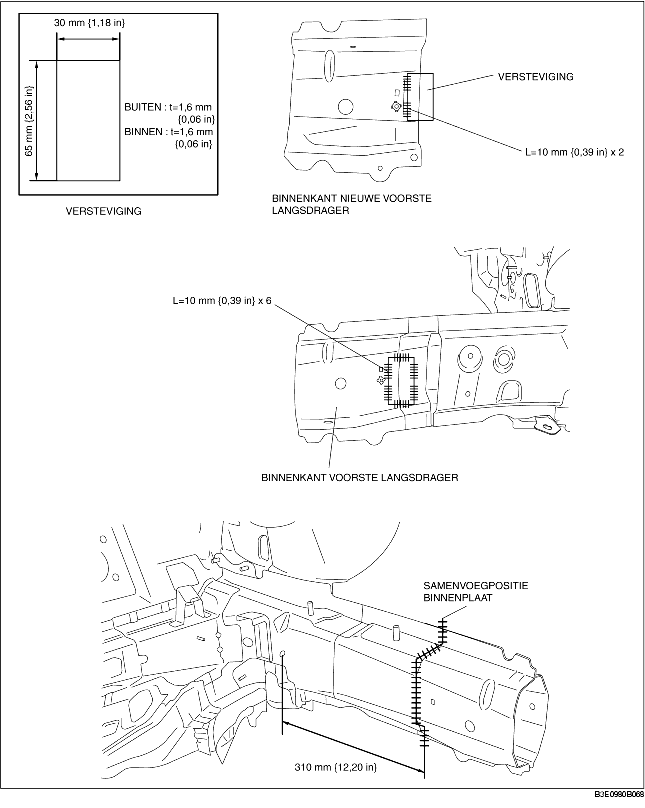 30 mm {1,18 in}
65 mm {2,56 in}
BUITEN : t=1,6 mm
{0,06 in}
BINNEN : t=1,6 mm
{0,06 in}
VERSTEVIGING
VERSTEVIGING
L=10 mm {0,39 in} x 2
BINNENKANT NIEUWE VOORSTE
LANGSDRAGER
L=10 mm {0,39 in} x 6
BINNENKANT VOORSTE LANGSDRAGER
SAMENVOEGPOSITIE
BINNENPLAAT
310 mm {12,20 in}
B3E0980B068